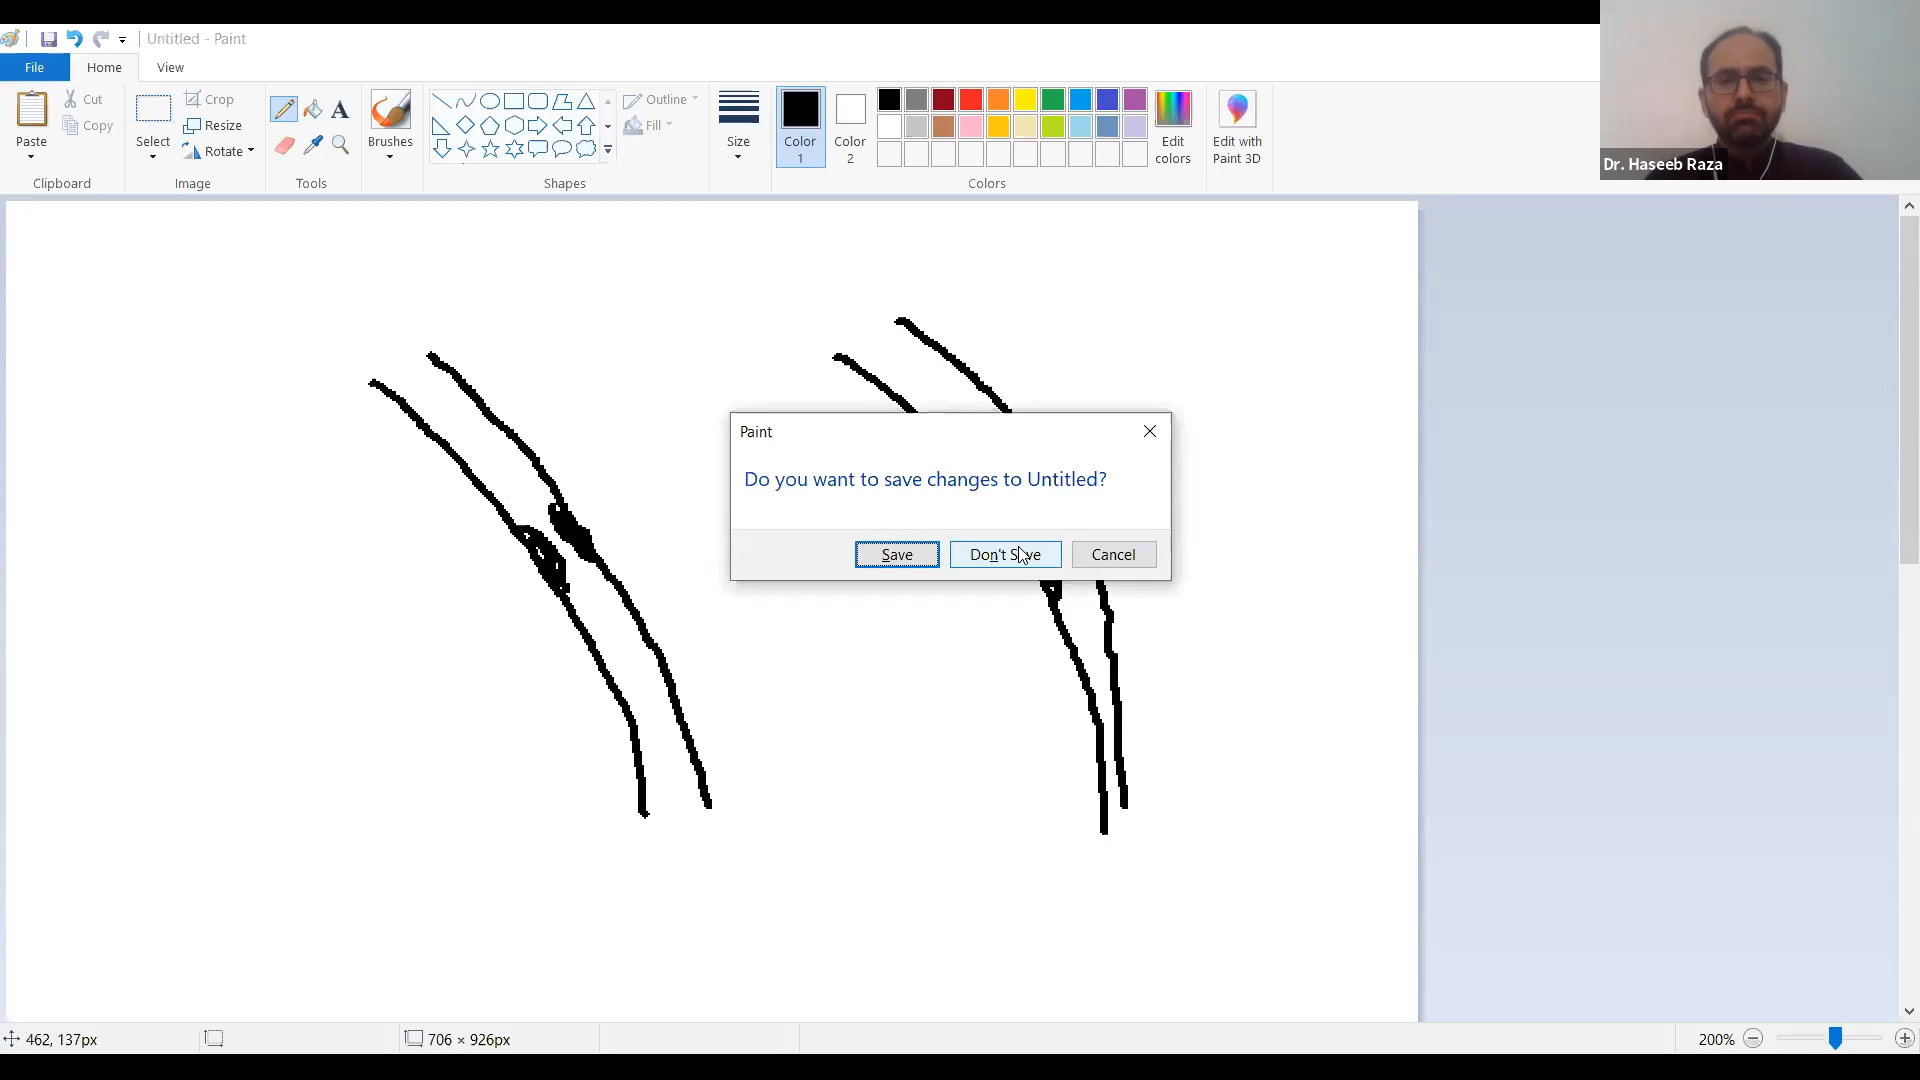 Untitled - Paint
File Home View
Paste
Cut
Copy
Clipboard
Select
Crop
Resize
Rotate
Image
A
Tools
Brushes
Shapes
Outline
Fill
Size
Color
1
Color
2
Colors
Edit
colors
Edit with
Paint 3D
Dr. Haseeb Raza
Paint
Do you want to save changes to Untitled?
Save Don't Save Cancel
462, 137px
706 × 926px
200%